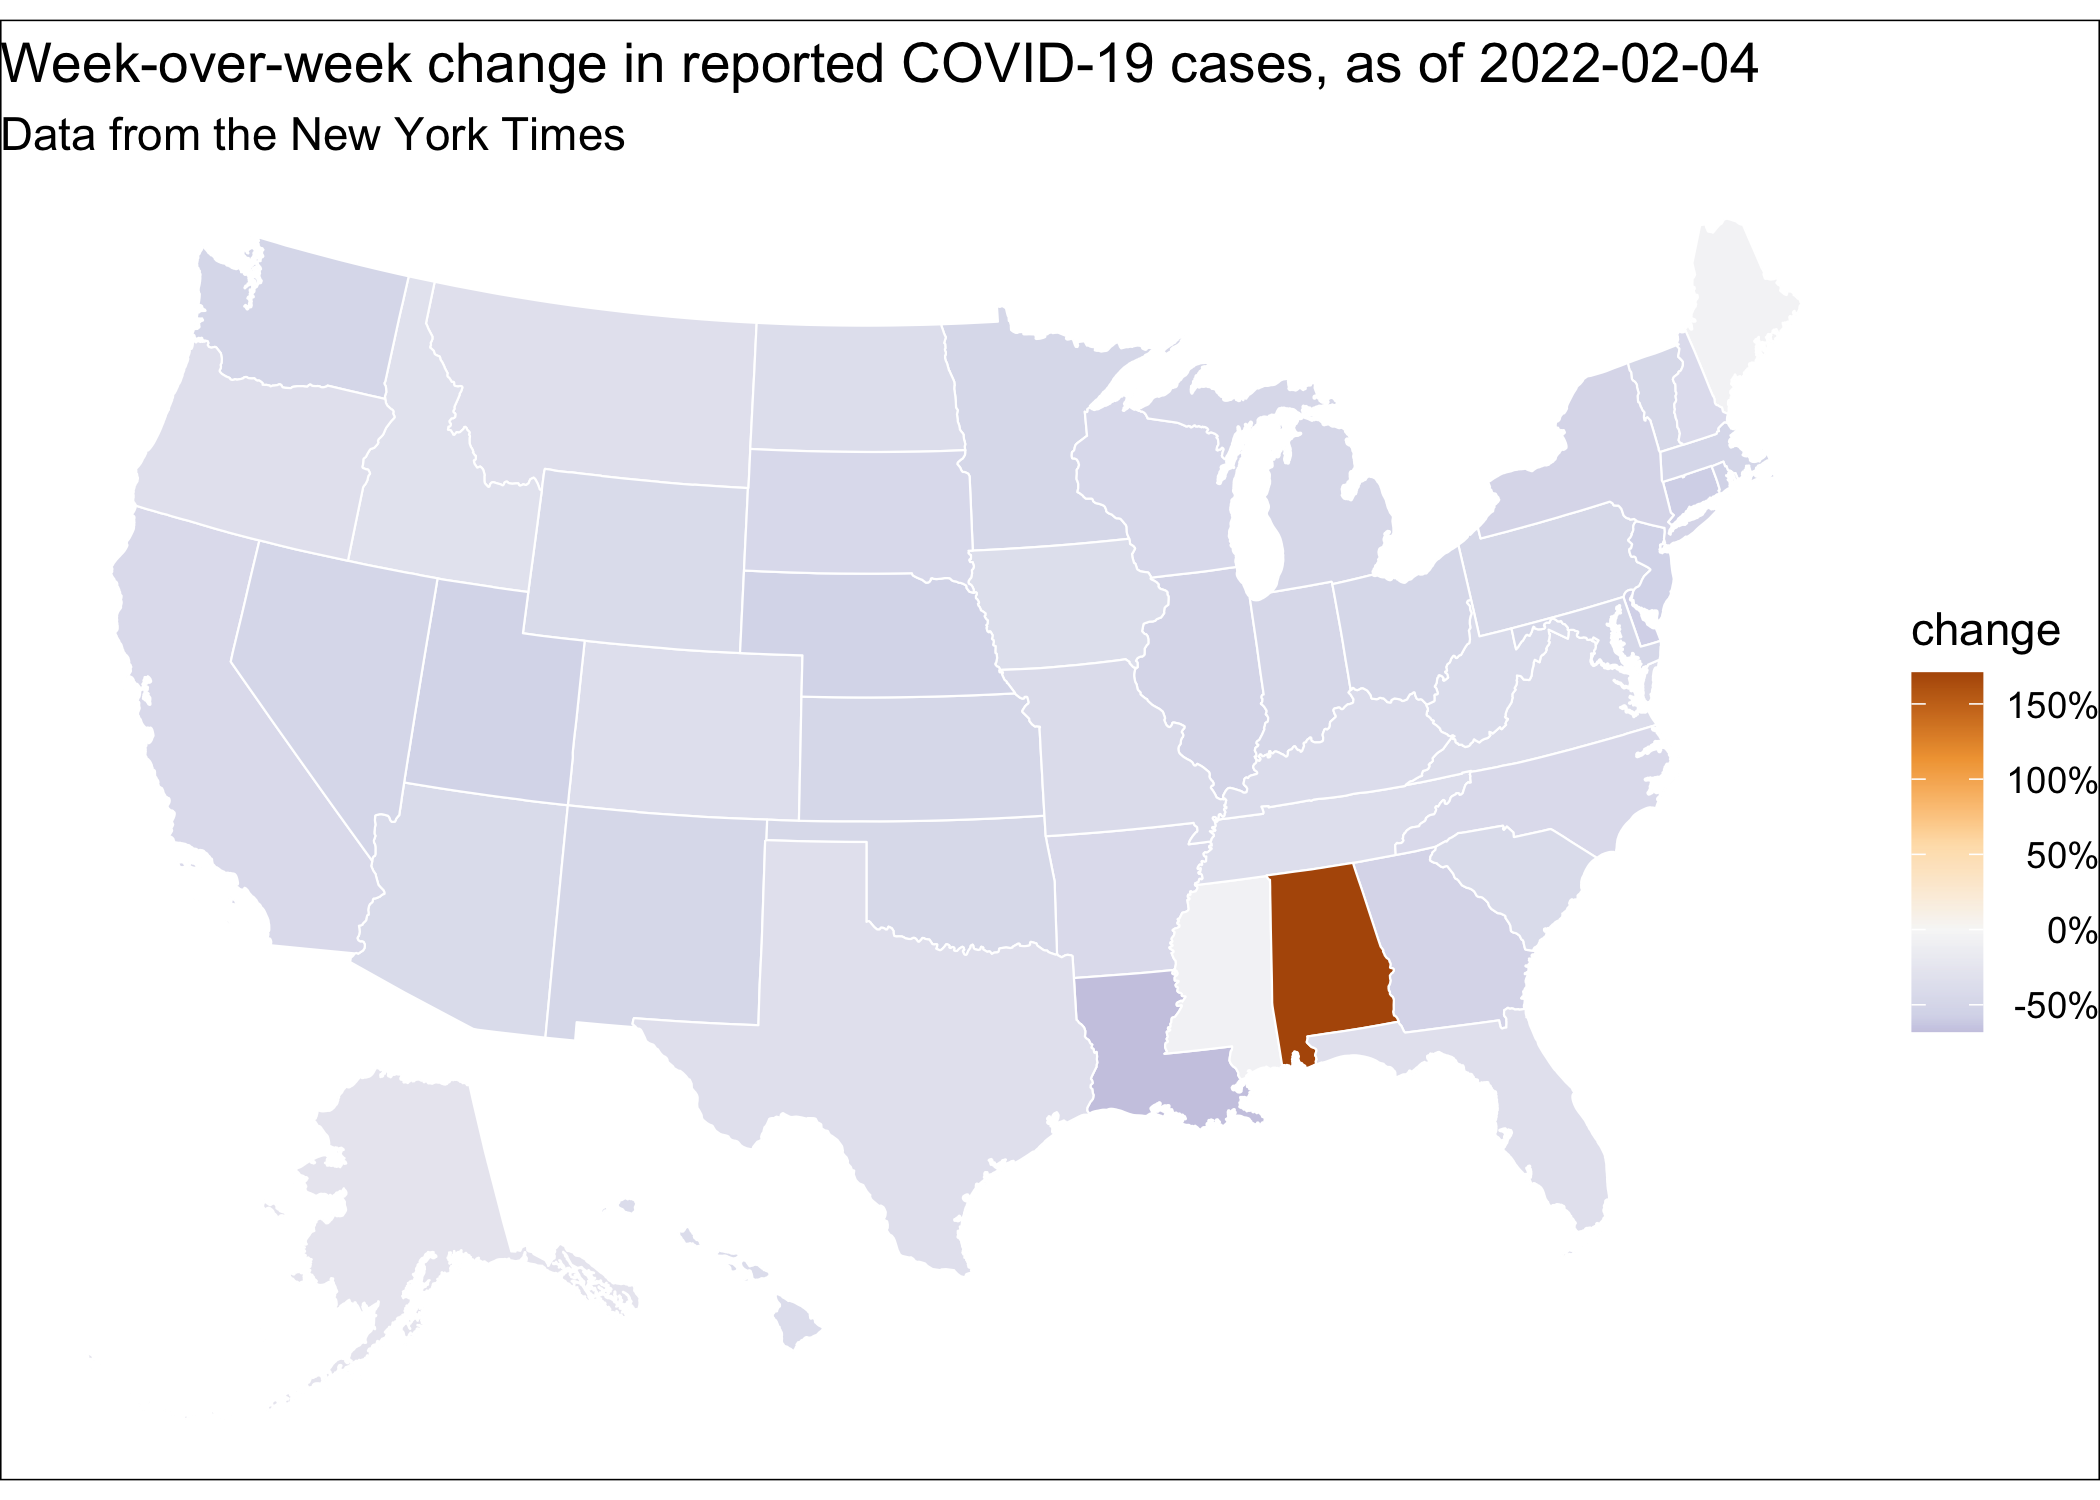 Week-over-week change in reported COVID-19 cases, as of 2022-02-04
Data from the New York Times
change
150%
100%
50%
0%
-50%